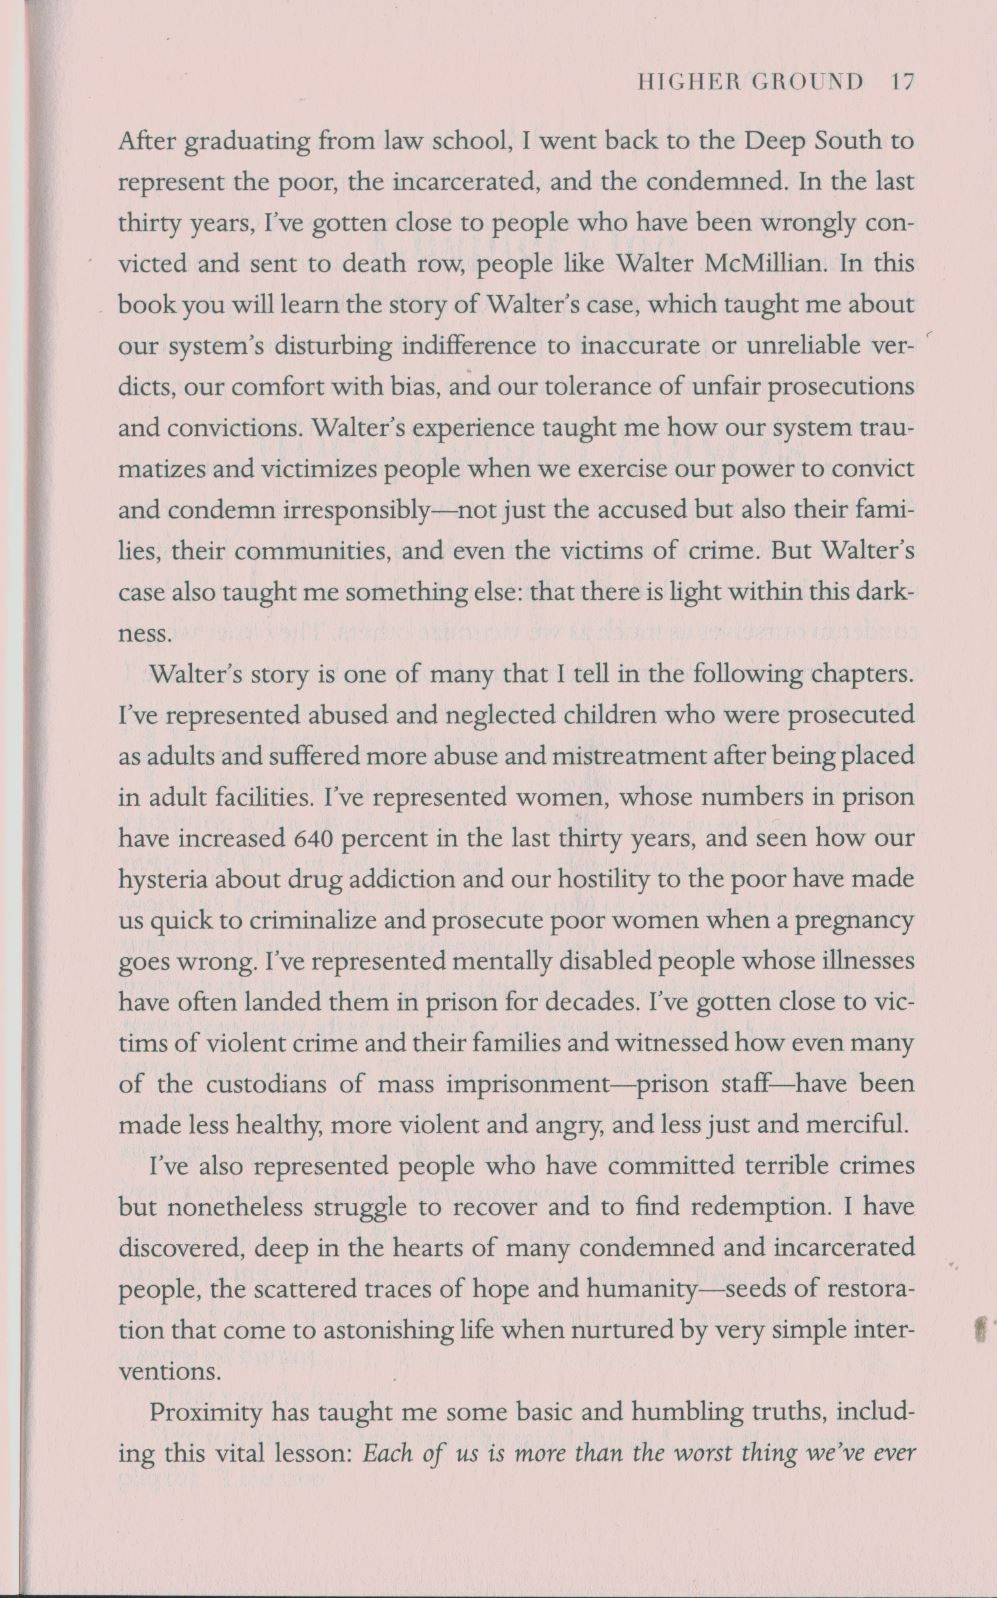 HIGHER GROUND 17
After graduating from law school, I went back to the Deep South to
represent the poor, the incarcerated, and the condemned. In the last
thirty years, I've gotten close to people who have been wrongly con-
victed and sent to death row, people like Walter McMillian. In this
book you will learn the story of Walter's case, which taught me about
our system's disturbing indifference to inaccurate or unreliable ver-
dicts, our comfort with bias, and our tolerance of unfair prosecutions
and convictions. Walter's experience taught me how our system trau-
matizes and victimizes people when we exercise our power to convict
and condemn irresponsibly—not just the accused but also their fami-
lies, their communities, and even the victims of crime. But Walter's
case also taught me something else: that there is light within this dark-
ness.
Walter's story is one of many that I tell in the following chapters.
I've represented abused and neglected children who were prosecuted
as adults and suffered more abuse and mistreatment after being placed
in adult facilities. I've represented women, whose numbers in prison
have increased 640 percent in the last thirty years, and seen how our
hysteria about drug addiction and our hostility to the poor have made
us quick to criminalize and prosecute poor women when a pregnancy
goes wrong. I've represented mentally disabled people whose illnesses
have often landed them in prison for decades. I've gotten close to vic-
tims of violent crime and their families and witnessed how even many
of the custodians of mass imprisonment—prison staff—have been
made less healthy, more violent and angry, and less just and merciful.
I've also represented people who have committed terrible crimes
but nonetheless struggle to recover and to find redemption. I have
discovered, deep in the hearts of many condemned and incarcerated
people, the scattered traces of hope and humanity—seeds of restora-
tion that come to astonishing life when nurtured by very simple inter-
ventions.
Proximity has taught me some basic and humbling truths, includ-
ing this vital lesson: Each of us is more than the worst thing we've ever